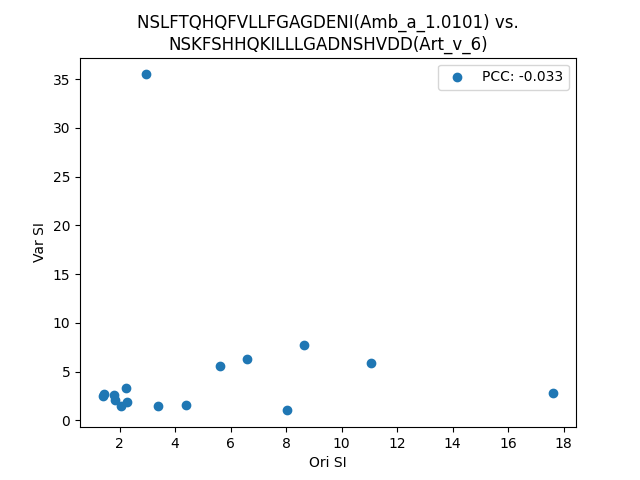 NSLFTQHQFVLLFGAGDENI(Amb_a_1.0101) vs.
NSKFSHHQKILLLGADNSHVDD(Art_v_6)
PCC: -0.033
35
30
25
20
15
10
5
0
Var SI
2 4 6 8 10 12 14 16 18
Ori SI